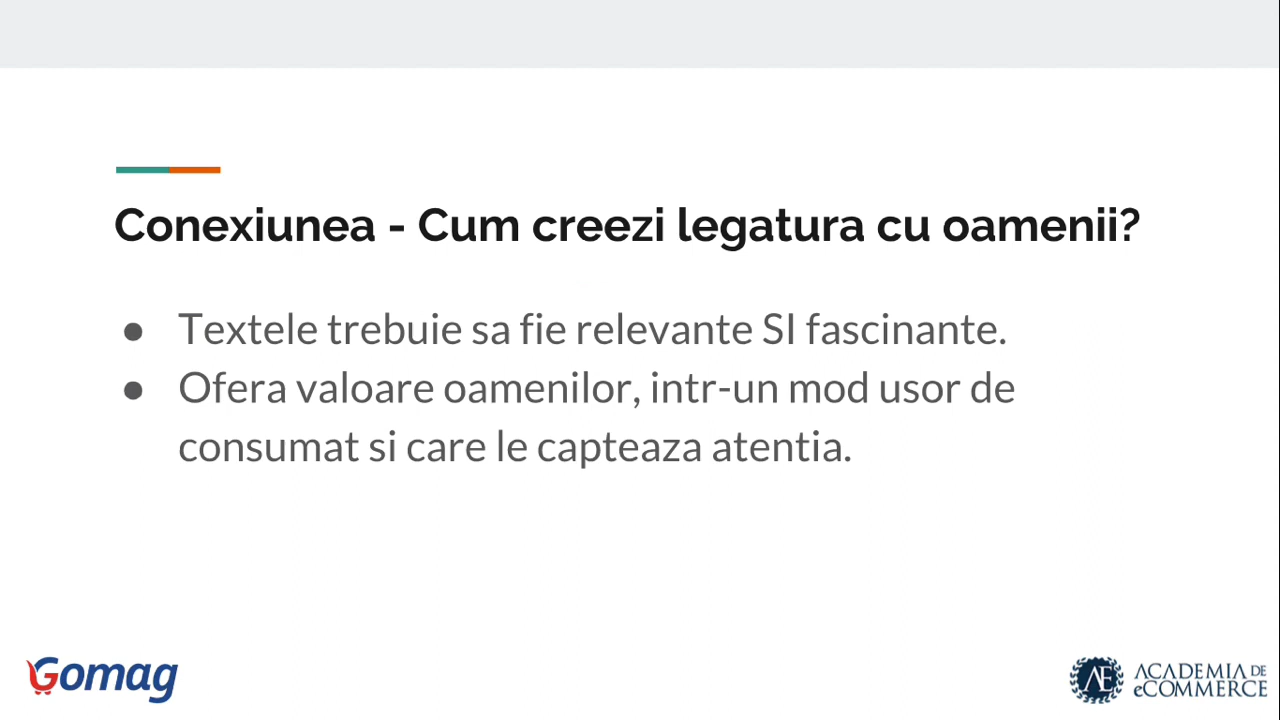 Conexiunea - Cum creezi legatura cu oamenii?
● Textele trebuie sa fie relevante SI fascinante.
● Ofera valoare oamenilor, intr-un mod usor de
consumat si care le capteaza atentia.
Gomag
AE ACADEMIA DE
eCOMMERCE